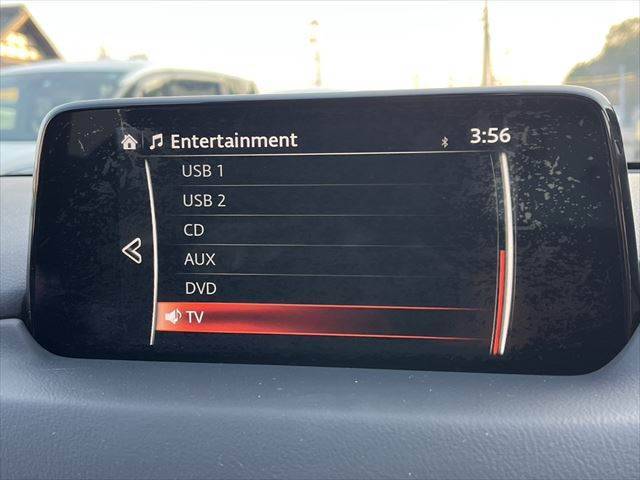 Entertainment 3:56
USB 1
USB 2
CD
AUX
DVD
TV